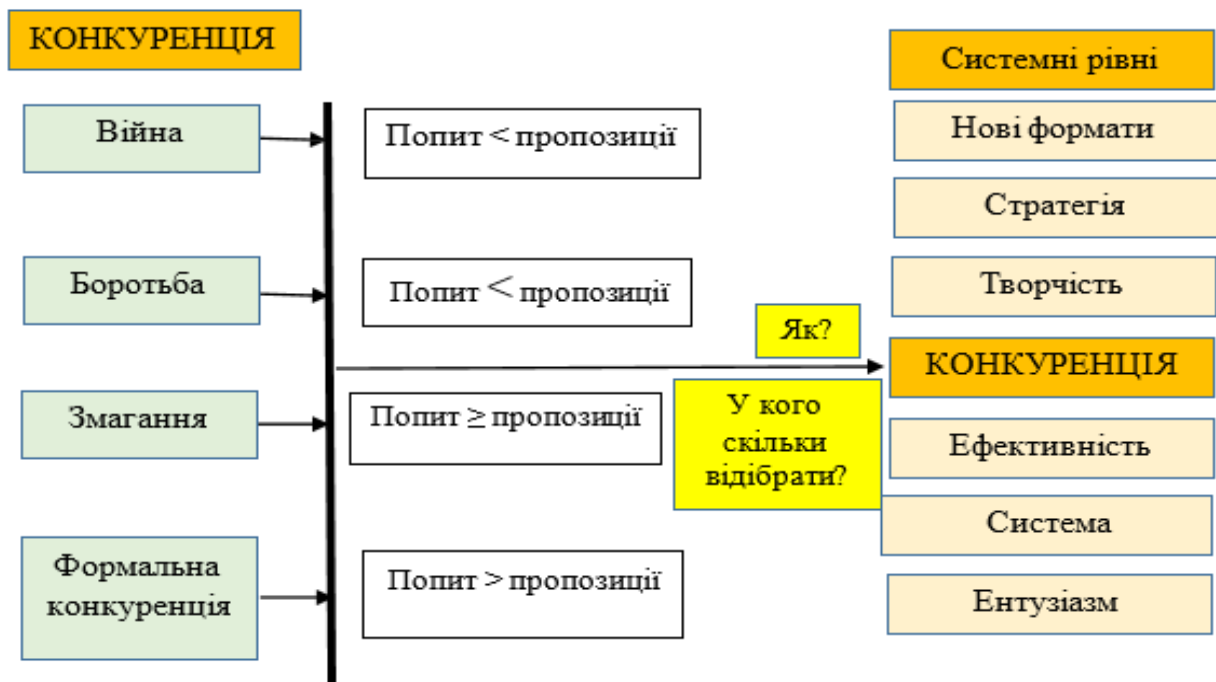 КОНКУРЕНЦІЯ
Війна
Боротьба
Змагання
Формальна
конкуренція
Попит < пропозиції
Попит < пропозиції
Попит ≥ пропозиції
Попит > пропозиції
Як?
У кого
скільки
відібрати?
Системні рівні
Нові формати
Стратегія
Творчість
КОНКУРЕНЦІЯ
Ефективність
Система
Ентузіазм